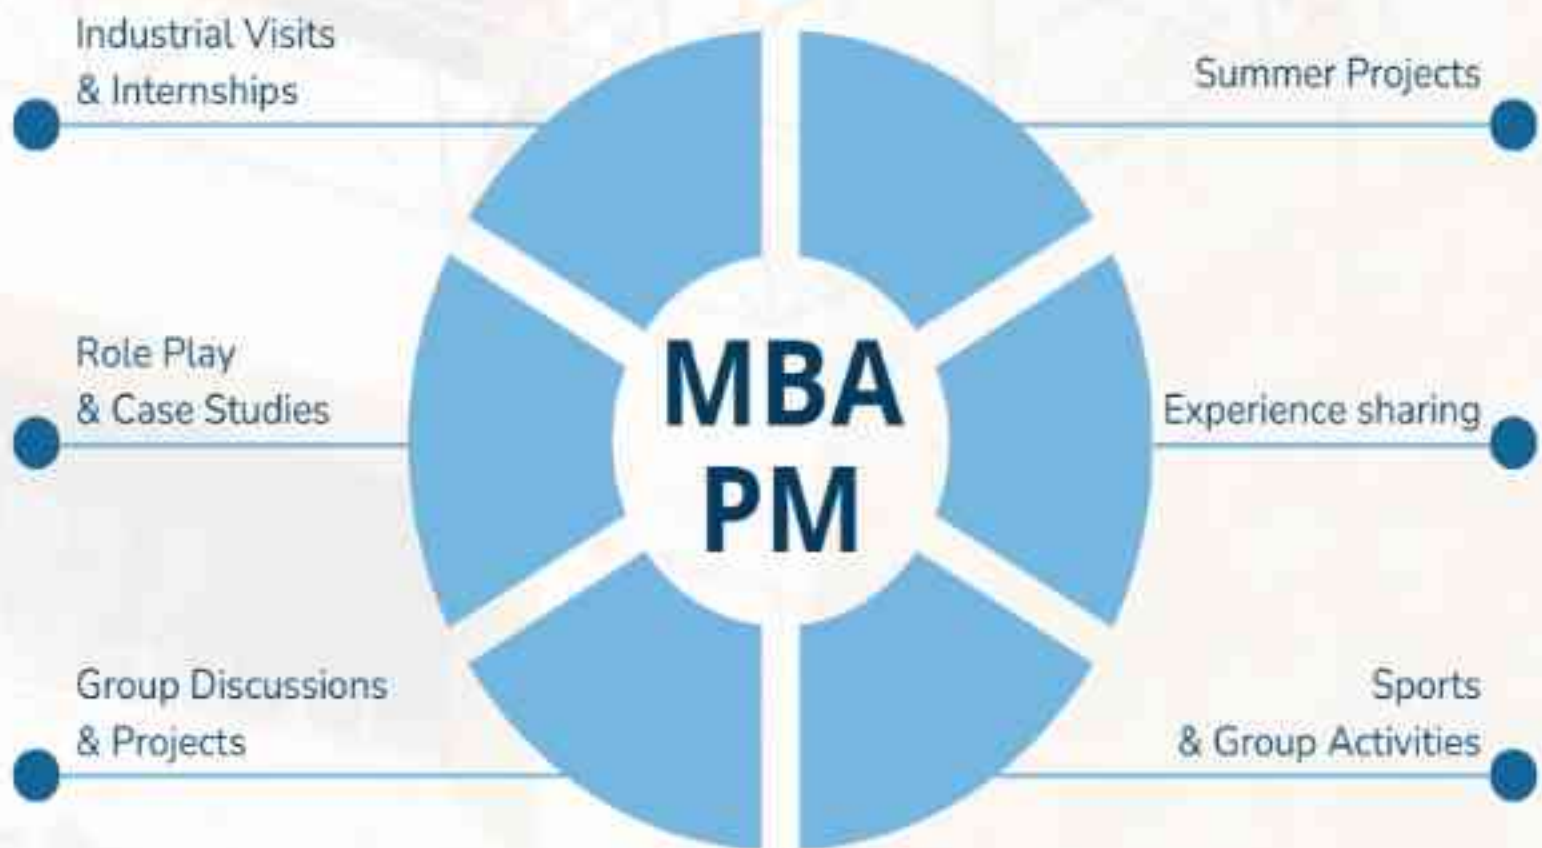 Industrial Visits
& Internships
Summer Projects
Role Play
& Case Studies
MBA
PM
Experience sharing
Group Discussions
& Projects
Sports
& Group Activities